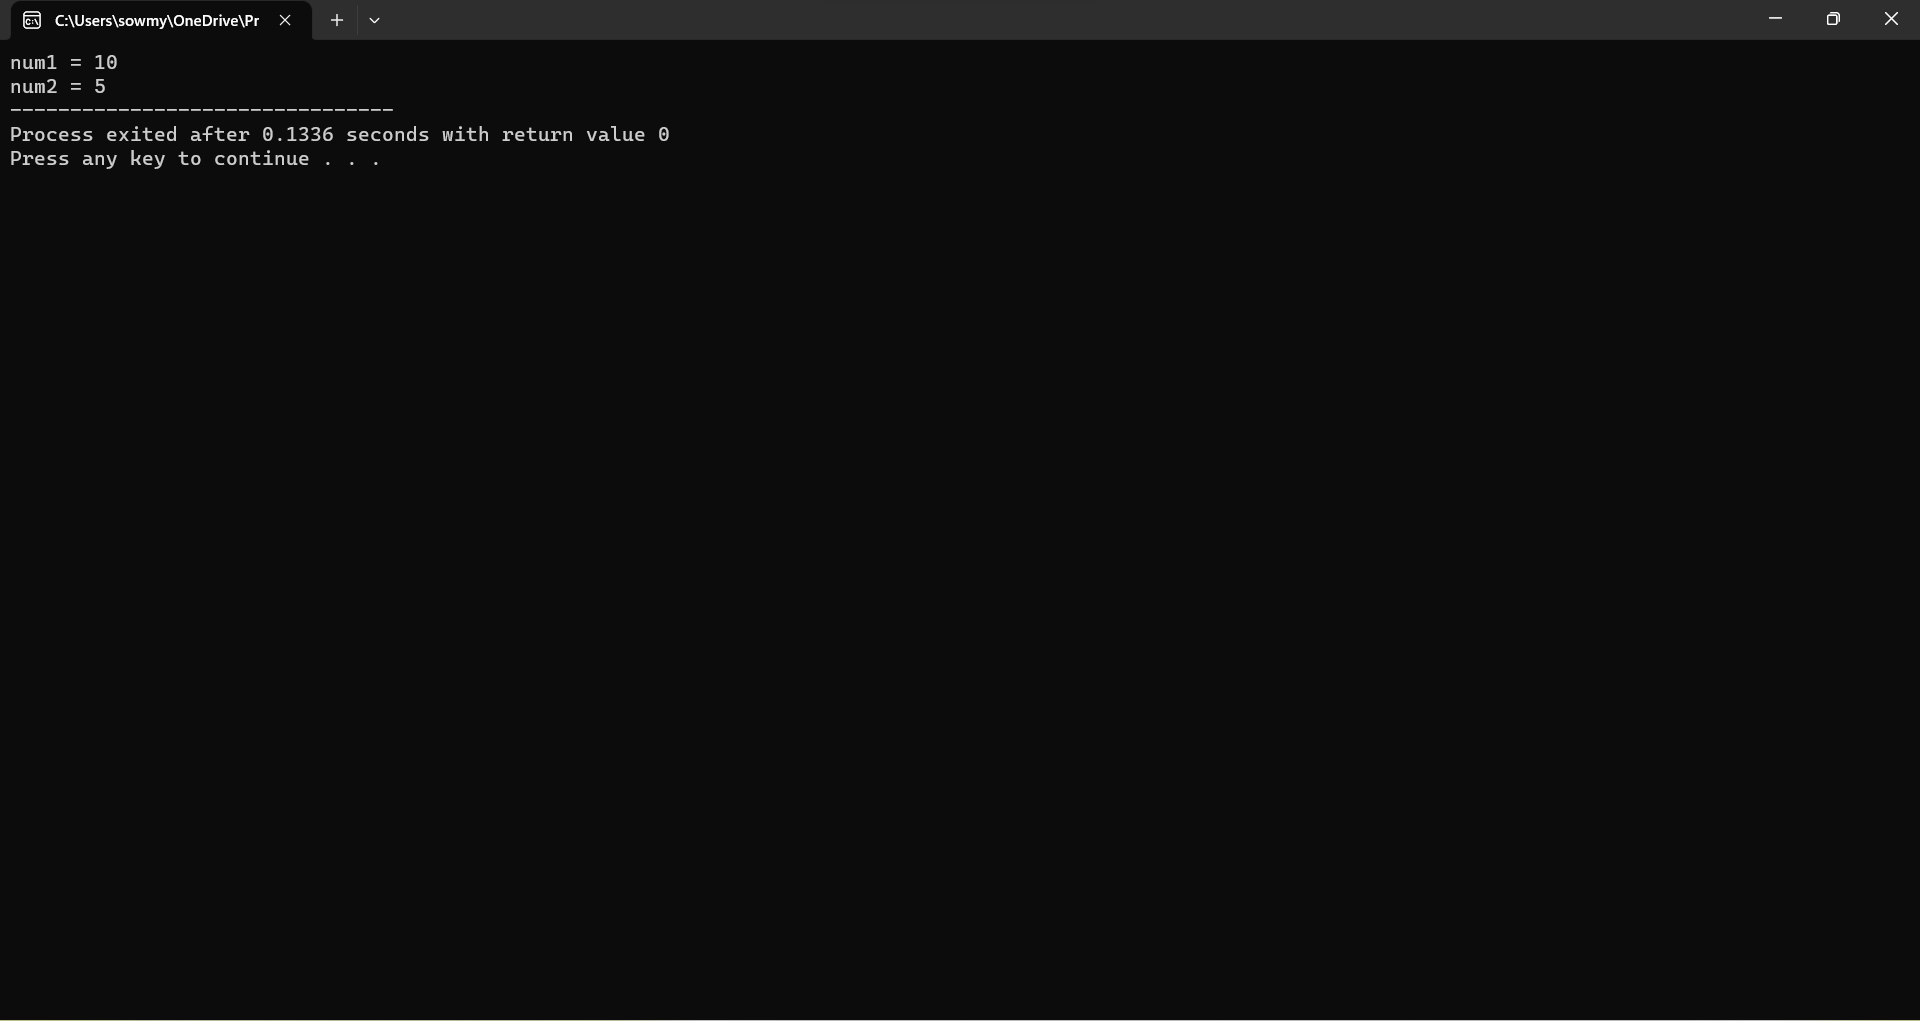 C:\Users\sowmy\OneDrive\Pr
num1 = 10
num2 = 5
--------------------------------
Process exited after 0.1336 seconds with return value 0
Press any key to continue . . .